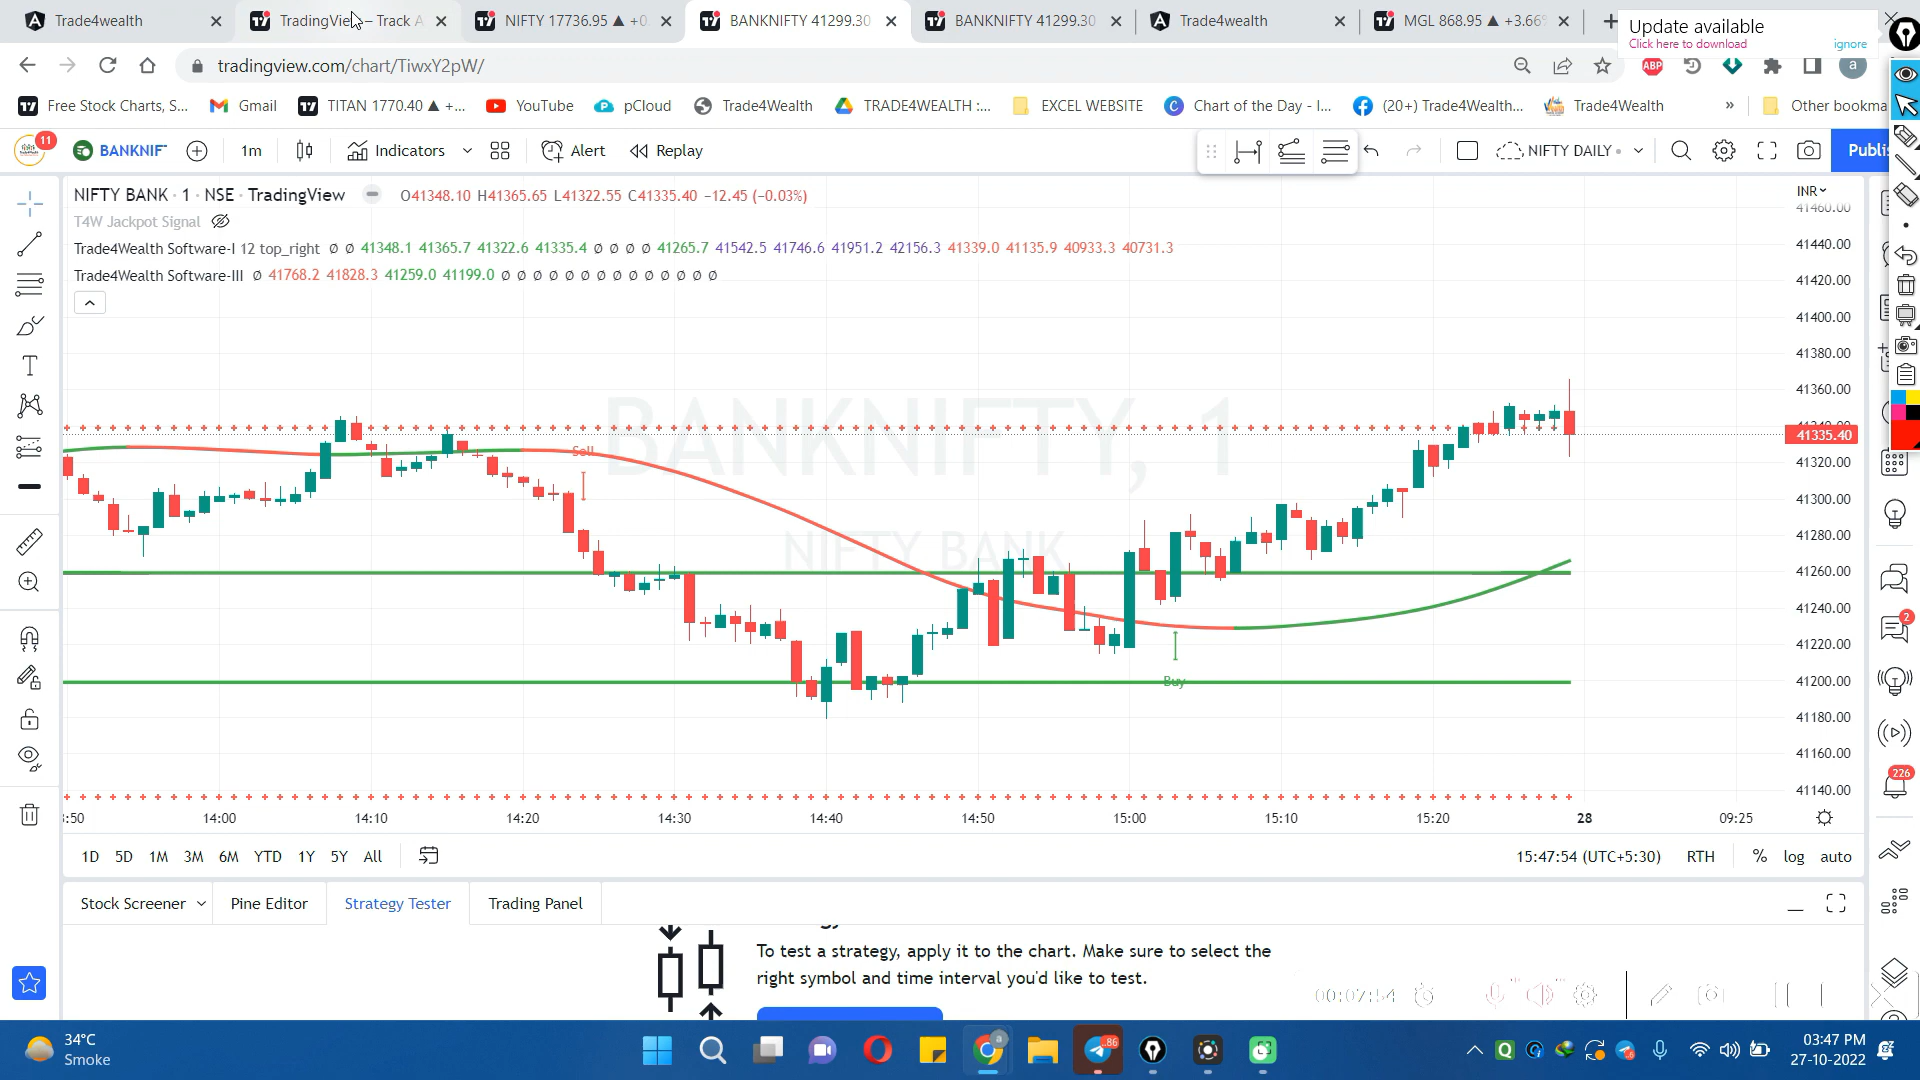 Trade4wealth
TradingView – Track A
NIFTY 17736.95 ▲ +0.
BANKNIFTY 41299.30
BANKNIFTY 41299.30
Trade4wealth
MGL 868.95 ▲ +3.66%
Update available
Click here to download ignore
tradingview.com/chart/TiwxY2pW/
ABP
a
Free Stock Charts, S...
Gmail
TITAN 1770.40 ▲ +...
YouTube
pCloud
Trade4Wealth
TRADE4WEALTH :...
EXCEL WEBSITE
Chart of the Day - I...
(20+) Trade4Wealth...
Trade4Wealth
»
Other bookma
11
BANKNIF
1m
Indicators
Alert
Replay
NIFTY DAILY
Publi
NIFTY BANK · 1 · NSE · TradingView O41348.10 H41365.65 L41322.55 C41335.40 −12.45 (−0.03%)
INR
T4W Jackpot Signal
Trade4Wealth Software-I 12 top_right ∅ ∅ 41348.1 41365.7 41322.6 41335.4 ∅ ∅ ∅ ∅ 41265.7 41542.5 41746.6 41951.2 42156.3 41339.0 41135.9 40933.3 40731.3
Trade4Wealth Software-III ∅ 41768.2 41828.3 41259.0 41199.0 ∅ ∅ ∅ ∅ ∅ ∅ ∅ ∅ ∅ ∅ ∅ ∅ ∅ ∅
BANKNIFTY, 1
NIFTY BANK
Sell
Buy
41460.00
41440.00
41420.00
41400.00
41380.00
41360.00
41335.40
41320.00
41300.00
41280.00
41260.00
41240.00
41220.00
41200.00
41180.00
41160.00
41140.00
:50 14:00 14:10 14:20 14:30 14:40 14:50 15:00 15:10 15:20 28 09:25
2
226
1D 5D 1M 3M 6M YTD 1Y 5Y All
15:47:54 (UTC+5:30) RTH % log auto
Stock Screener Pine Editor Strategy Tester Trading Panel
To test a strategy, apply it to the chart. Make sure to select the
right symbol and time interval you'd like to test.
00:07:54
34°C
Smoke
86
03:47 PM
27-10-2022